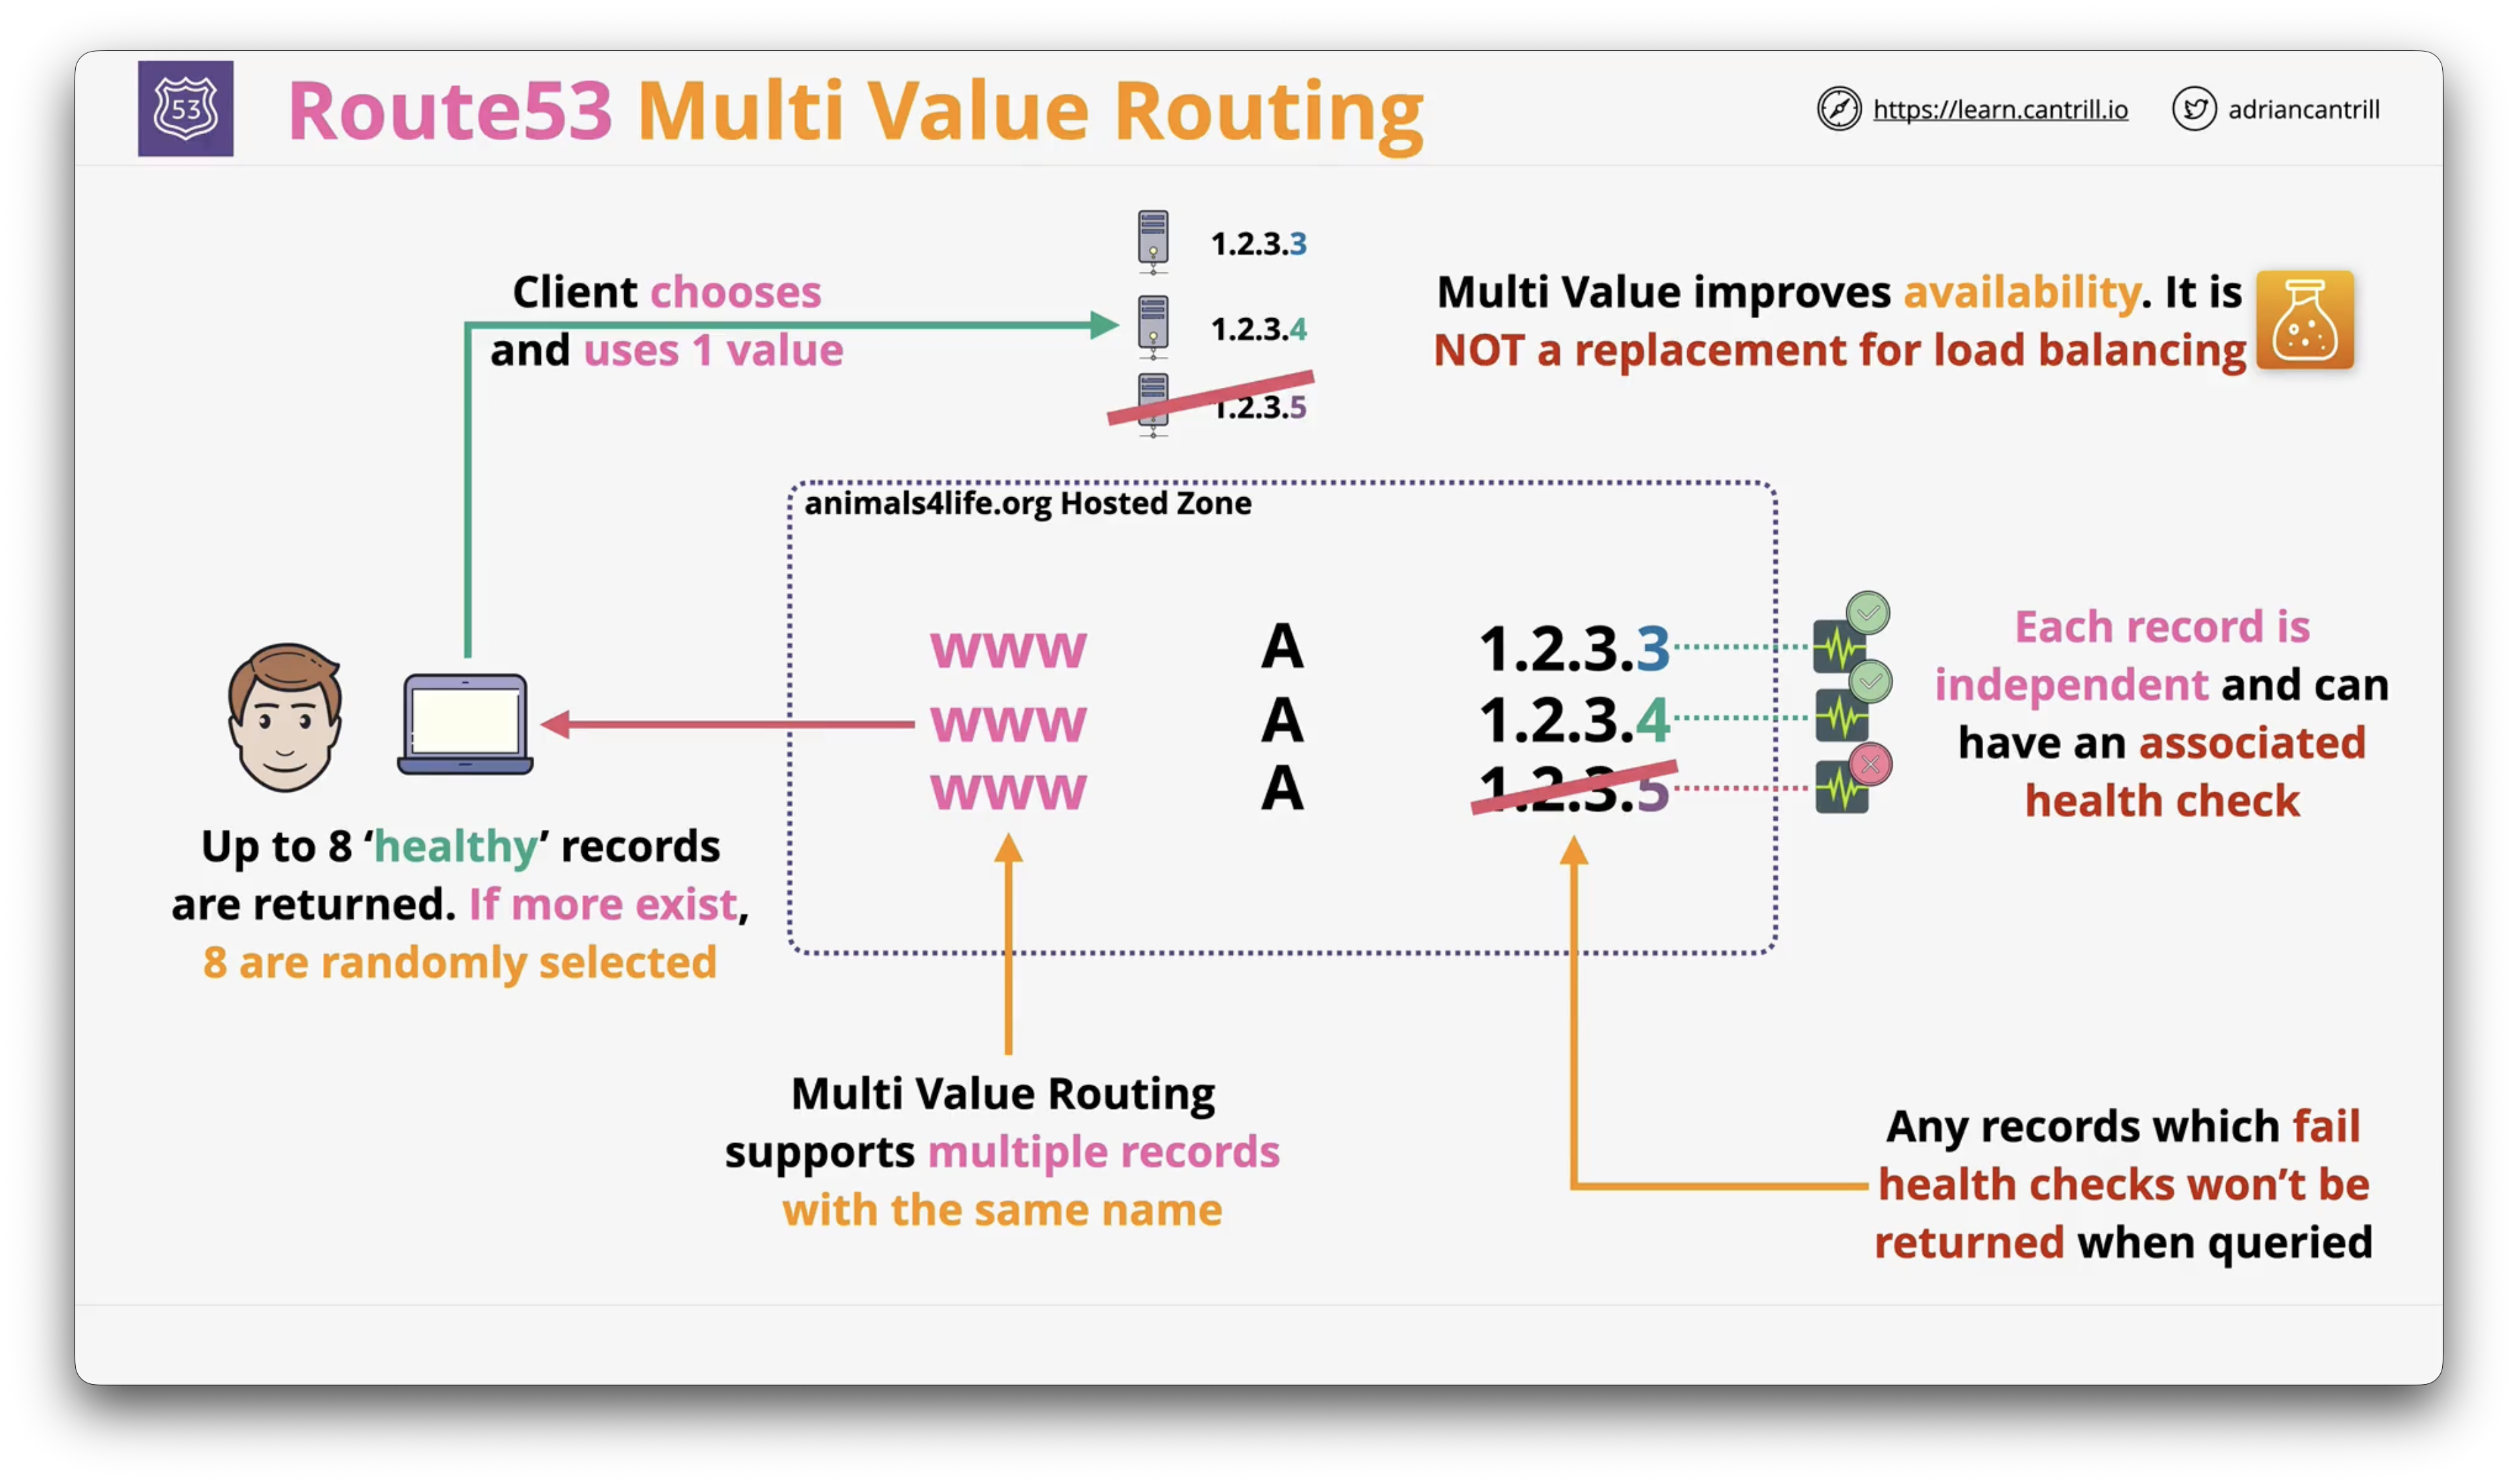 53
Route53 Multi Value Routing
https://learn.cantrill.io
adriancantrill
Client chooses
and uses 1 value
1.2.3.3
1.2.3.4
1.2.3.5
Multi Value improves availability. It is
NOT a replacement for load balancing
animals4life.org Hosted Zone
www A 1.2.3.3
www A 1.2.3.4
www A 1.2.3.5
Each record is
independent and can
have an associated
health check
Up to 8 ‘healthy’ records
are returned. If more exist,
8 are randomly selected
Multi Value Routing
supports multiple records
with the same name
Any records which fail
health checks won’t be
returned when queried